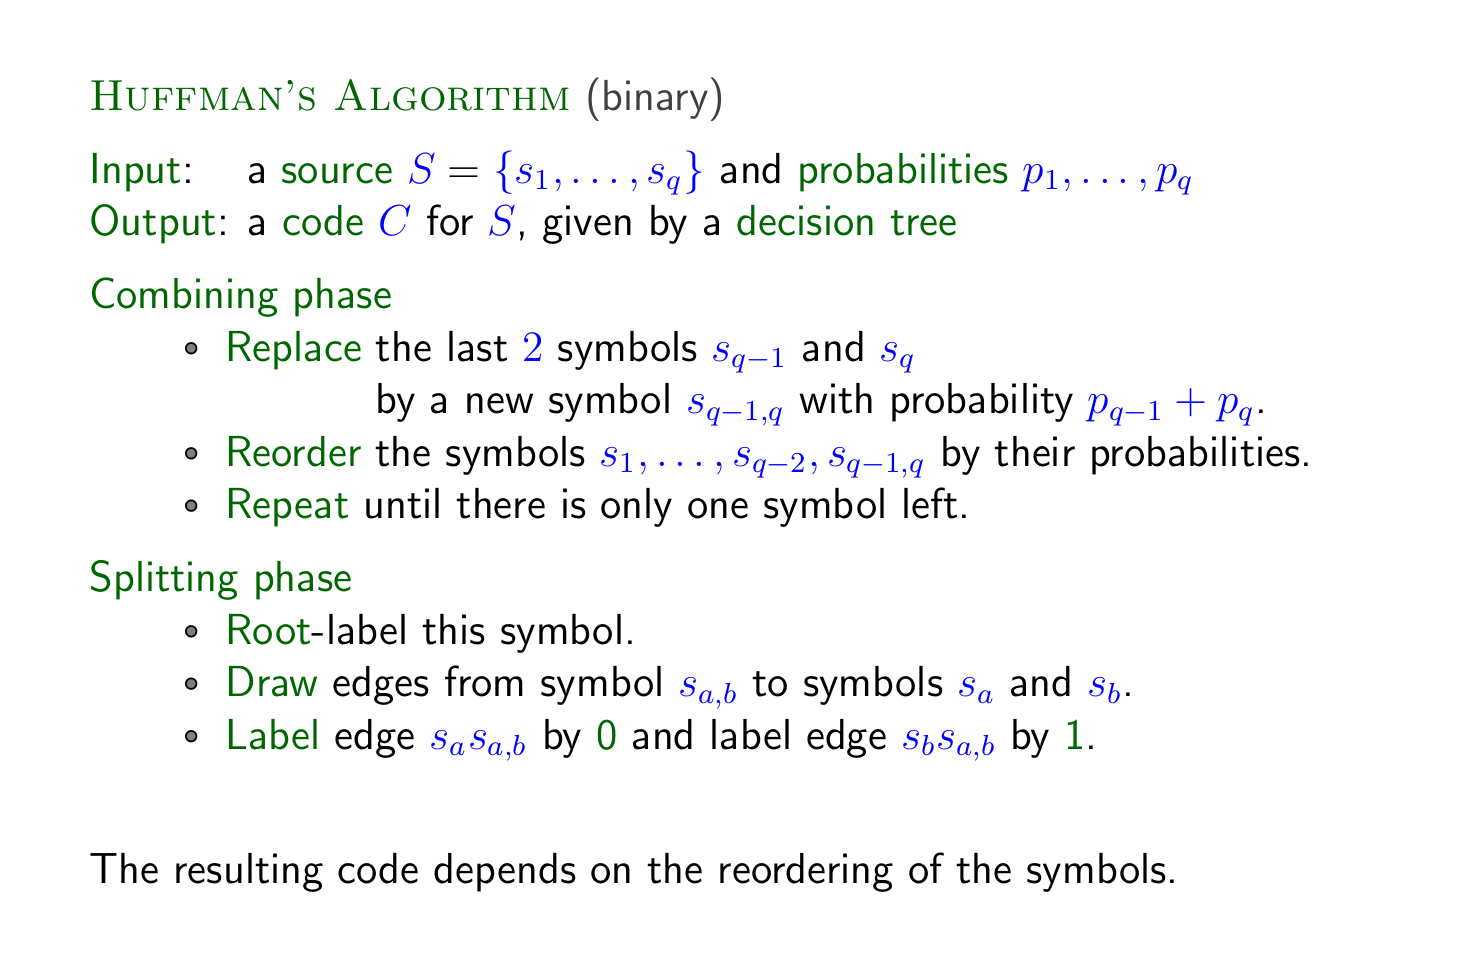 Huffman's Algorithm (binary)
Input: a source $S = \{s_1, \ldots, s_q\}$ and probabilities $p_1, \ldots, p_q$
Output: a code $C$ for $S$, given by a decision tree
Combining phase
• Replace the last $2$ symbols $s_{q-1}$ and $s_q$
by a new symbol $s_{q-1,q}$ with probability $p_{q-1} + p_q$.
• Reorder the symbols $s_1, \ldots, s_{q-2}, s_{q-1,q}$ by their probabilities.
• Repeat until there is only one symbol left.
Splitting phase
• Root-label this symbol.
• Draw edges from symbol $s_{a,b}$ to symbols $s_a$ and $s_b$.
• Label edge $s_a s_{a,b}$ by 0 and label edge $s_b s_{a,b}$ by 1.
The resulting code depends on the reordering of the symbols.